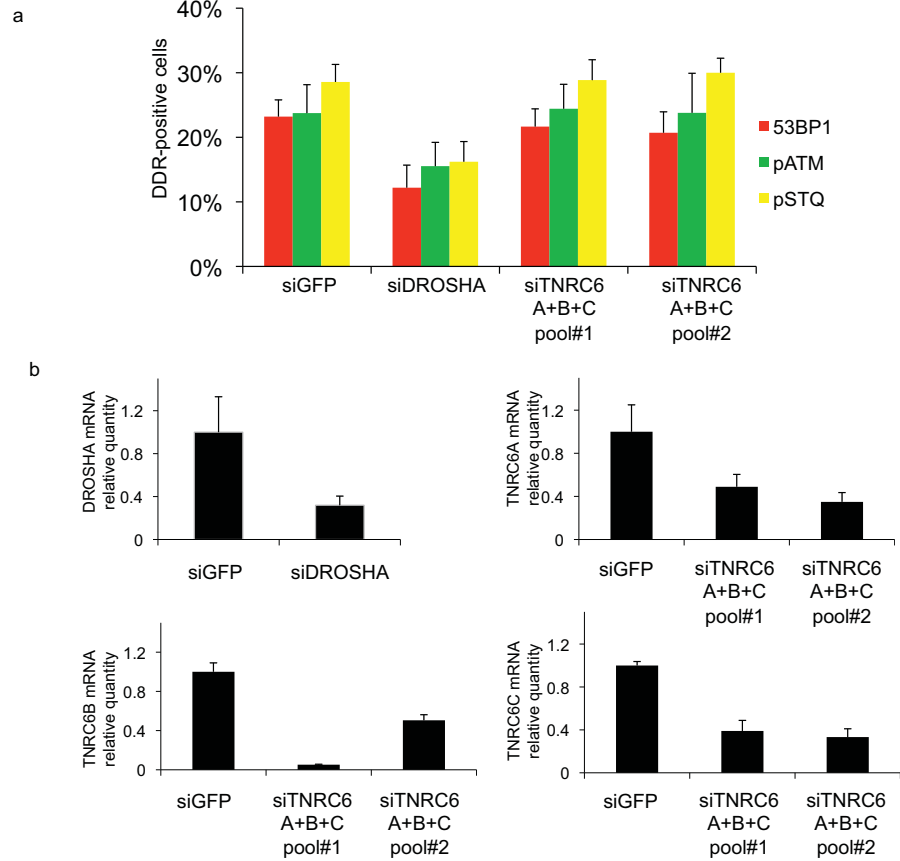 a
DDR-positive cells
40%
30%
20%
10%
0%
siGFP
siDROSHA
siTNRC6
A+B+C
pool#1
siTNRC6
A+B+C
pool#2
53BP1
pATM
pSTQ
b
DROSHA mRNA
relative quantity
1.2
0.8
0.4
0
siGFP
siDROSHA
TNRC6A mRNA
relative quantity
1.2
0.8
0.4
0
siGFP
siTNRC6
A+B+C
pool#1
siTNRC6
A+B+C
pool#2
TNRC6B mRNA
relative quantity
1.2
0.8
0.4
0
siGFP
siTNRC6
A+B+C
pool#1
siTNRC6
A+B+C
pool#2
TNRC6C mRNA
relative quantity
1.2
0.8
0.4
0
siGFP
siTNRC6
A+B+C
pool#1
siTNRC6
A+B+C
pool#2